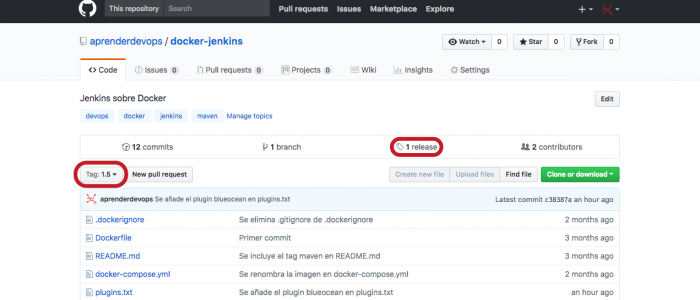 This repository Search Pull requests Issues Marketplace Explore
aprenderdevops / docker-jenkins Watch 0 Star 0 Fork 0
Code Issues 0 Pull requests 0 Projects 0 Wiki Insights Settings
Jenkins sobre Docker Edit
devops docker jenkins maven Manage topics
12 commits 1 branch 1 release 2 contributors
Tag: 1.5 New pull request Create new file Upload files Find file Clone or download
aprenderdevops Se añade el plugin blueocean en plugins.txt Latest commit c38387a an hour ago
.dockerignore Se elimina .gitignore de .dockerignore 2 months ago
Dockerfile Primer commit 3 months ago
README.md Se incluye el tag maven en README.md 3 months ago
docker-compose.yml Se renombra la imagen en docker-compose.yml 2 months ago
plugins.txt Se añade el plugin blueocean en plugins.txt an hour ago